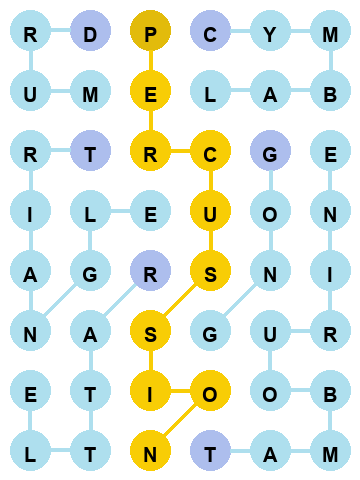 R D P C Y M
U M E L A B
R T R C G E
I L E U O N
A G R S N I
N A S G U R
E T I O O B
L T N T A M